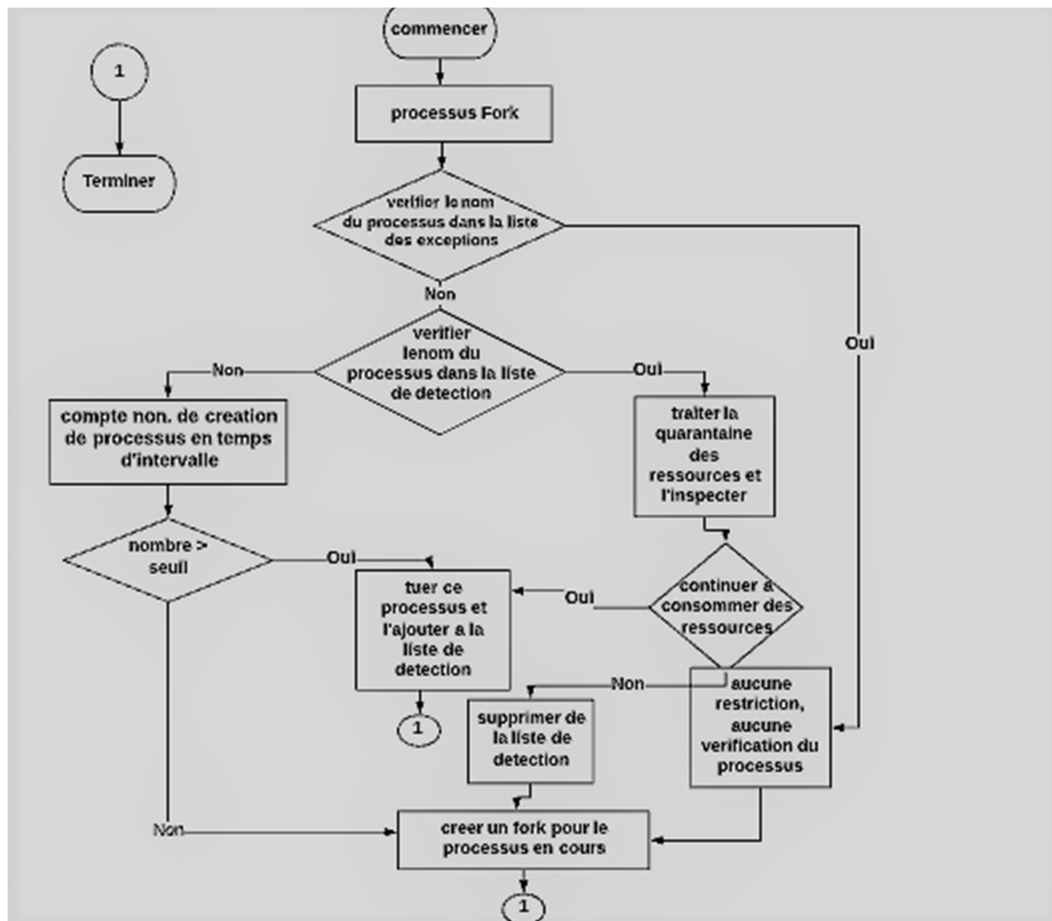 commencer
1
processus Fork
Terminer
verifier le nom
du processus dans la liste
des exceptions
Non
verifier
lenom du
processus dans la liste
de detection
Oui
Non
Oui
compte non. de creation
de processus en temps
d'intervalle
traiter la
quarantaine
des
ressources et
l'inspecter
nombre >
seuil
Oui
tuer ce
processus et
l'ajouter a la
liste de
detection
Oui
continuer a
consommer des
ressources
Non
aucune
restriction,
aucune
verification du
processus
1
supprimer de
la liste de
detection
Non
creer un fork pour le
processus en cours
1